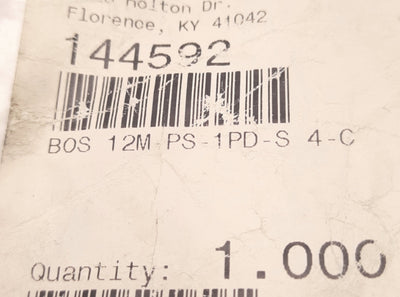 Holton Dr.
Florence, KY 41042
144592
BOS 12M-PS-1PD-S 4-C
Quantity: 1.000